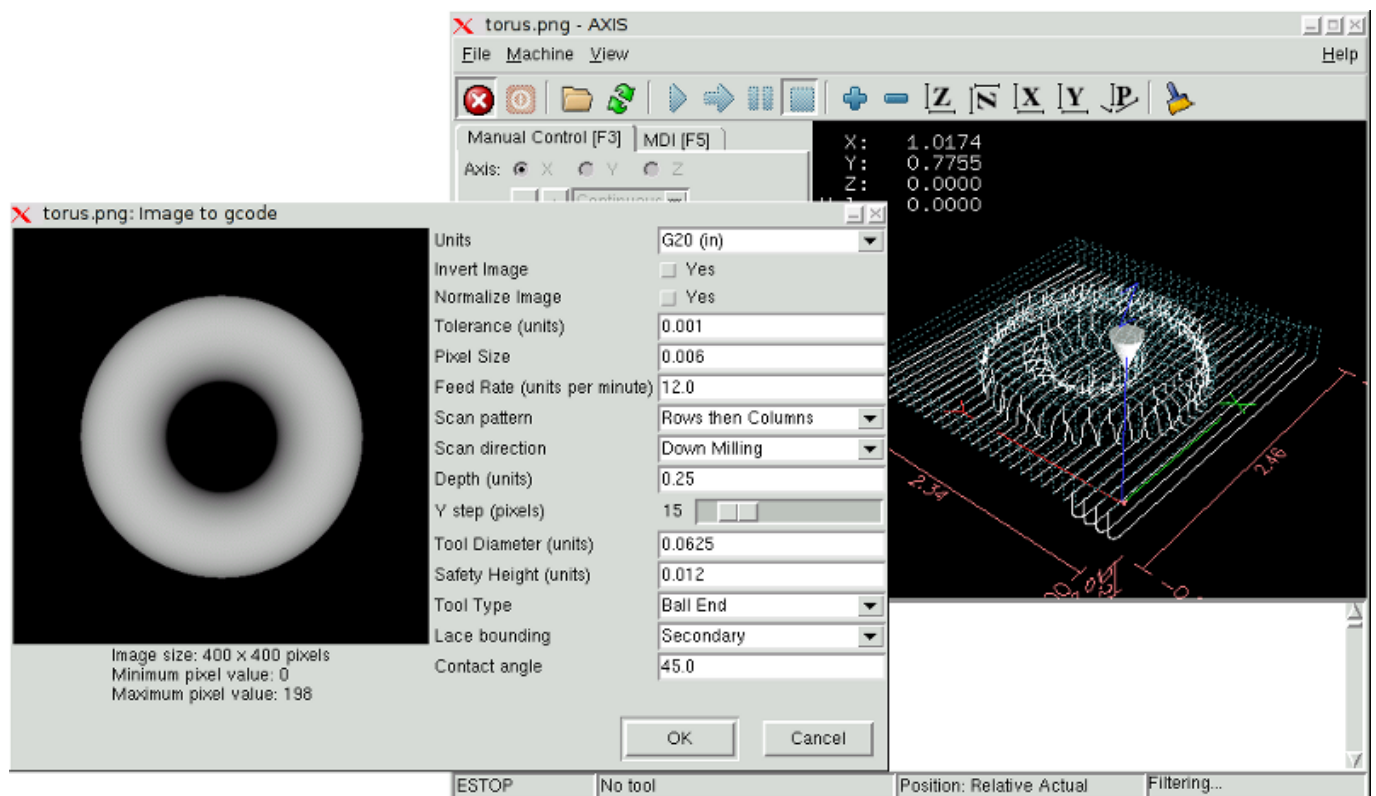 torus.png - AXIS
File Machine View Help
Z N X Y P
Manual Control [F3] MDI [F5]
Axis: X Y Z
Continuous
X: 1.0174
Y: 0.7755
Z: 0.0000
0.0000
2.34
2.46
torus.png: Image to gcode
Units G20 (in)
Invert Image Yes
Normalize Image Yes
Tolerance (units) 0.001
Pixel Size 0.006
Feed Rate (units per minute) 12.0
Scan pattern Rows then Columns
Scan direction Down Milling
Depth (units) 0.25
Y step (pixels) 15
Tool Diameter (units) 0.0625
Safety Height (units) 0.012
Tool Type Ball End
Lace bounding Secondary
Contact angle 45.0
Image size: 400 x 400 pixels
Minimum pixel value: 0
Maximum pixel value: 198
OK Cancel
ESTOP No tool Position: Relative Actual Filtering...